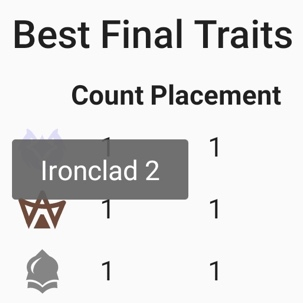 Best Final Traits
Count Placement
1 1
Ironclad 2
1 1
1 1